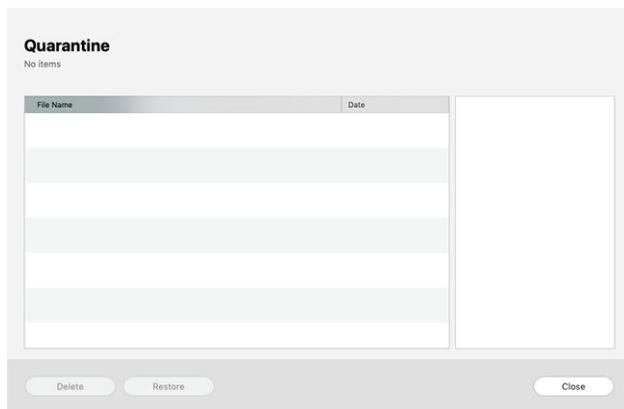 Quarantine
No items
File Name Date
Delete Restore Close